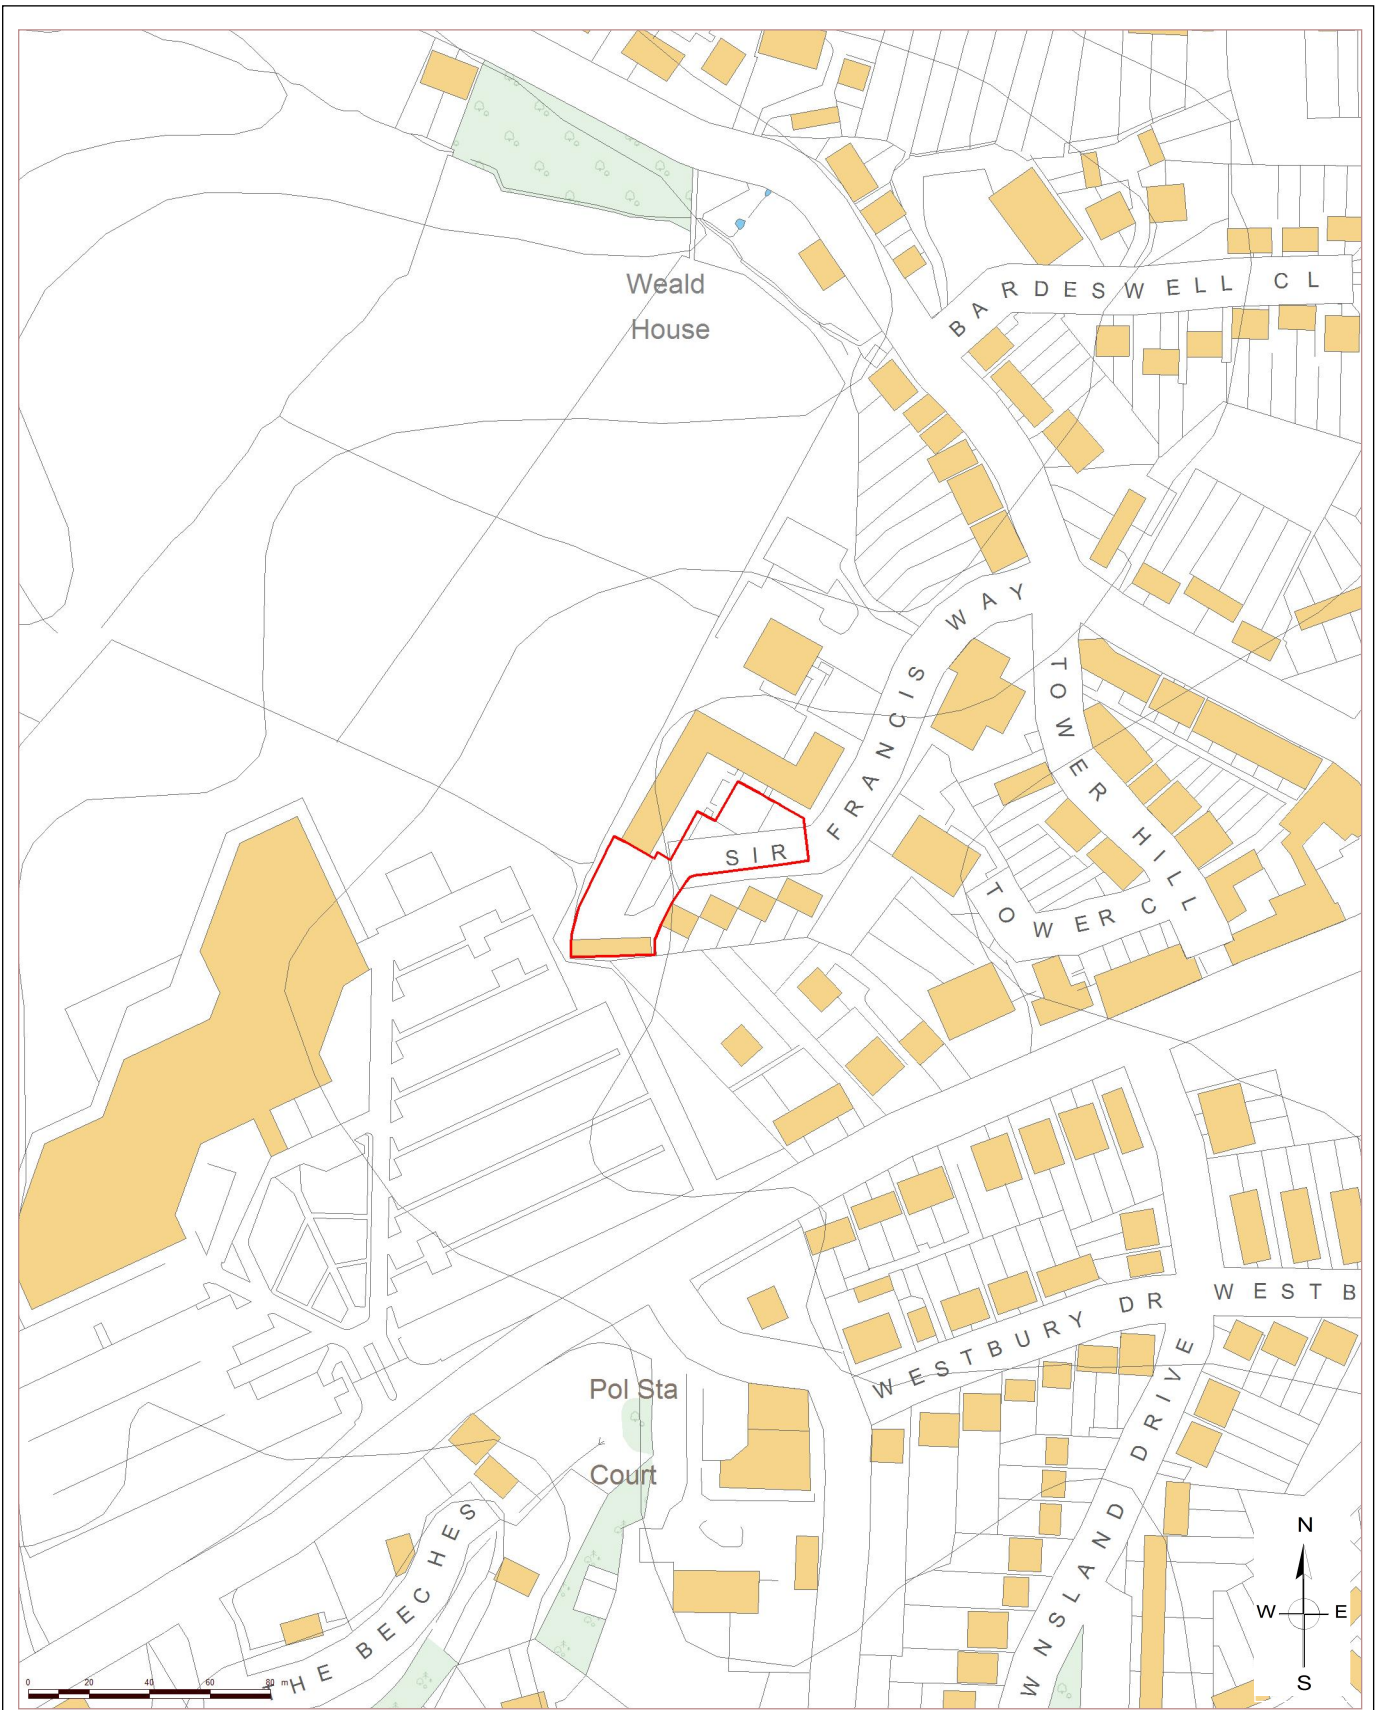 Weald
House
BARDESWELL CL
SIR FRANCIS WAY
TOWER HILL
TOWER CL
WESTBURY DR
WESTB
WNSLAND DRIVE
Pol Sta
Court
HE BEECHES
N
W E
S
0 20 40 60 80 m